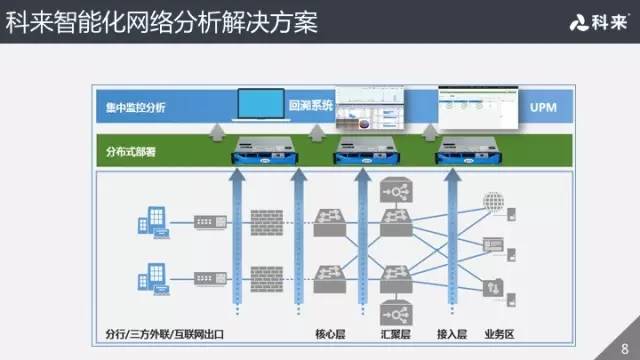 科来智能化网络分析解决方案
科来
集中监控分析
回溯系统
UPM
分布式部署
分行/三方外联/互联网出口
核心层
汇聚层
接入层
业务区
8